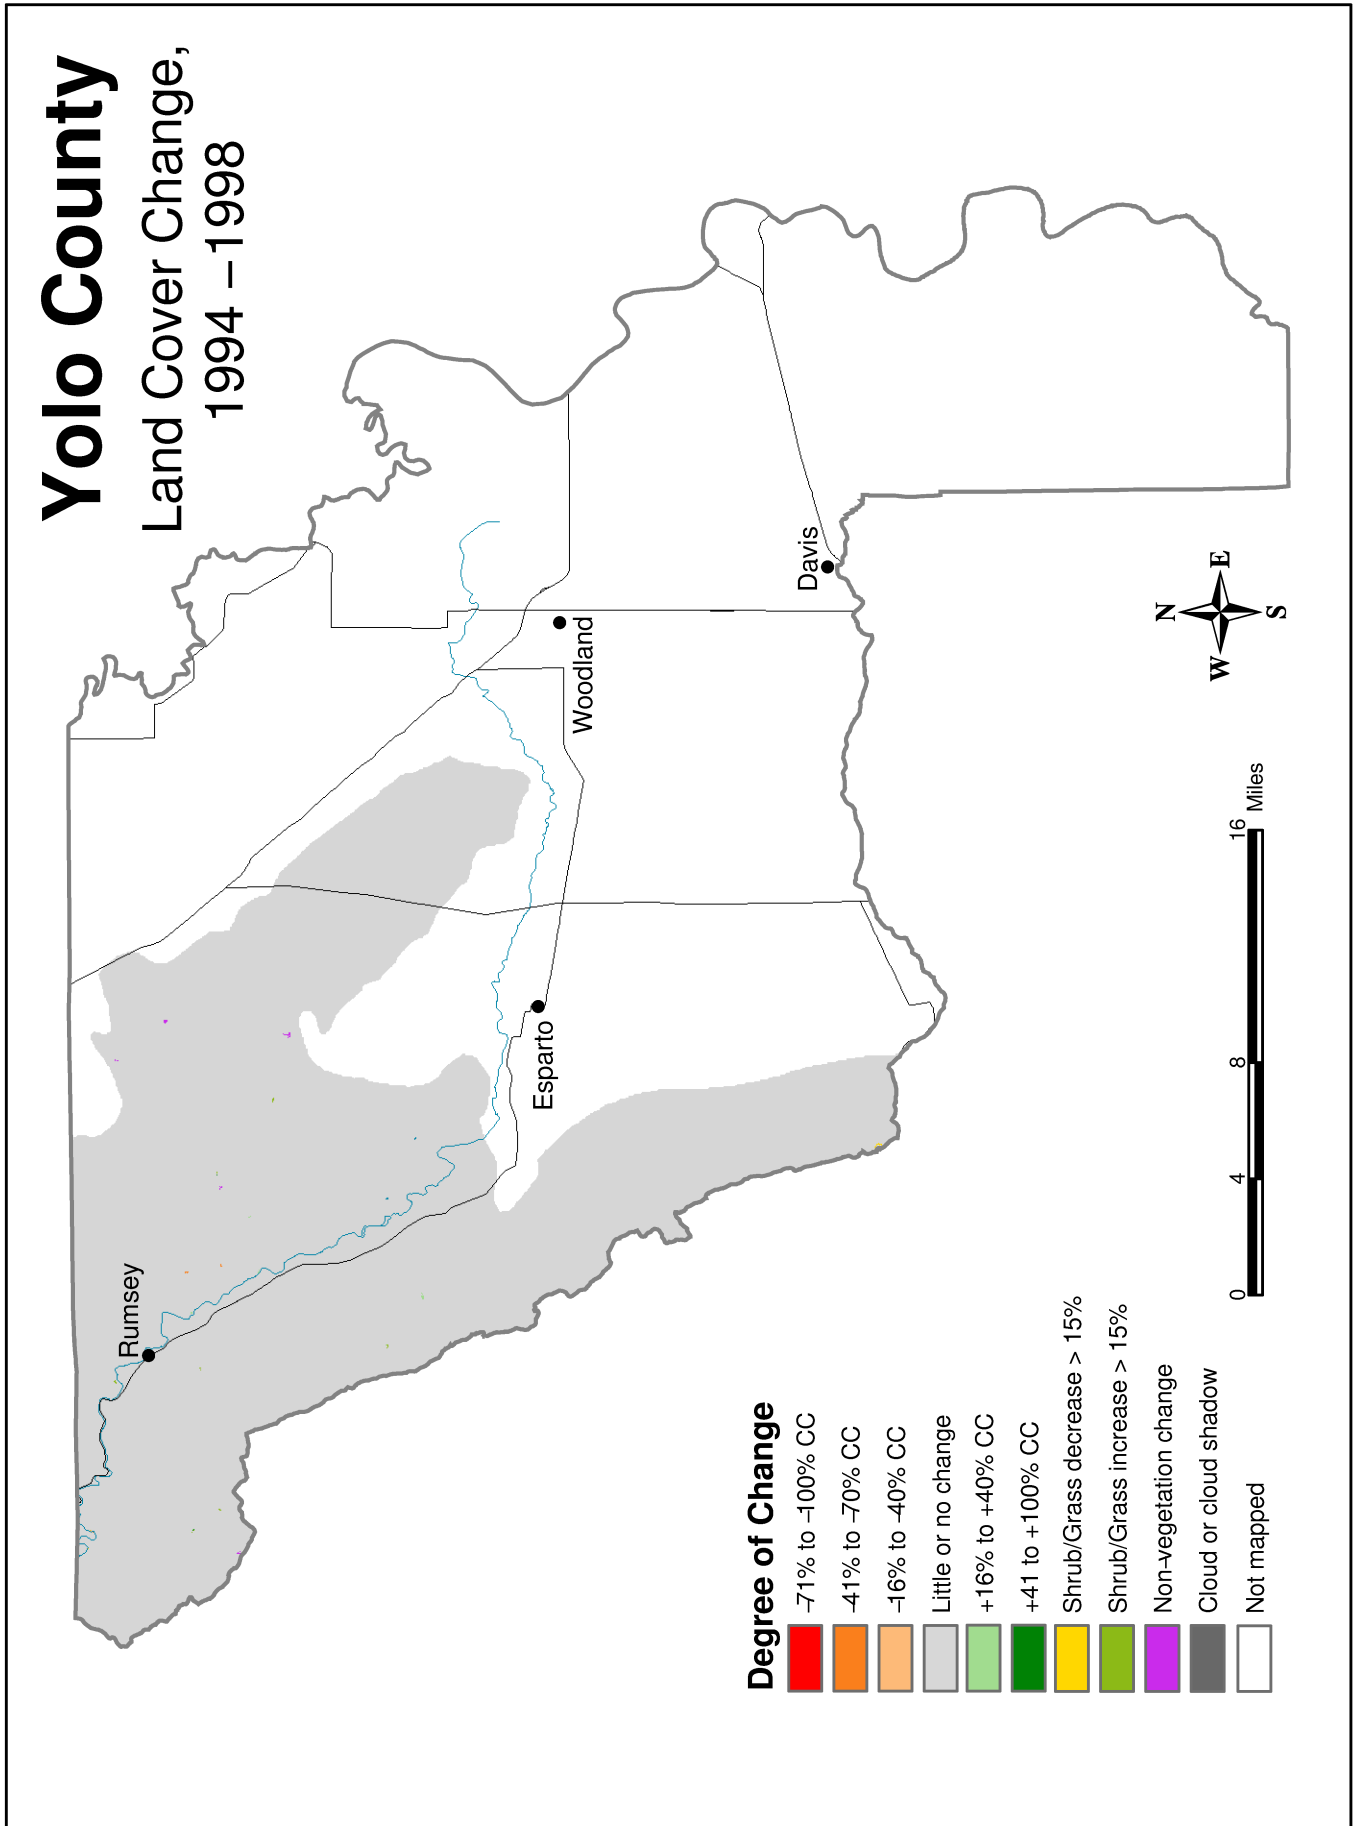 Yolo County
Land Cover Change,
1994 –1998
Rumsey
Esparto
Woodland
Davis
Degree of Change
–71% to –100% CC
–41% to –70% CC
–16% to –40% CC
Little or no change
+16% to +40% CC
+41 to +100% CC
Shrub/Grass decrease > 15%
Shrub/Grass increase > 15%
Non–vegetation change
Cloud or cloud shadow
Not mapped
0 4 8 16 Miles
N
W E
S